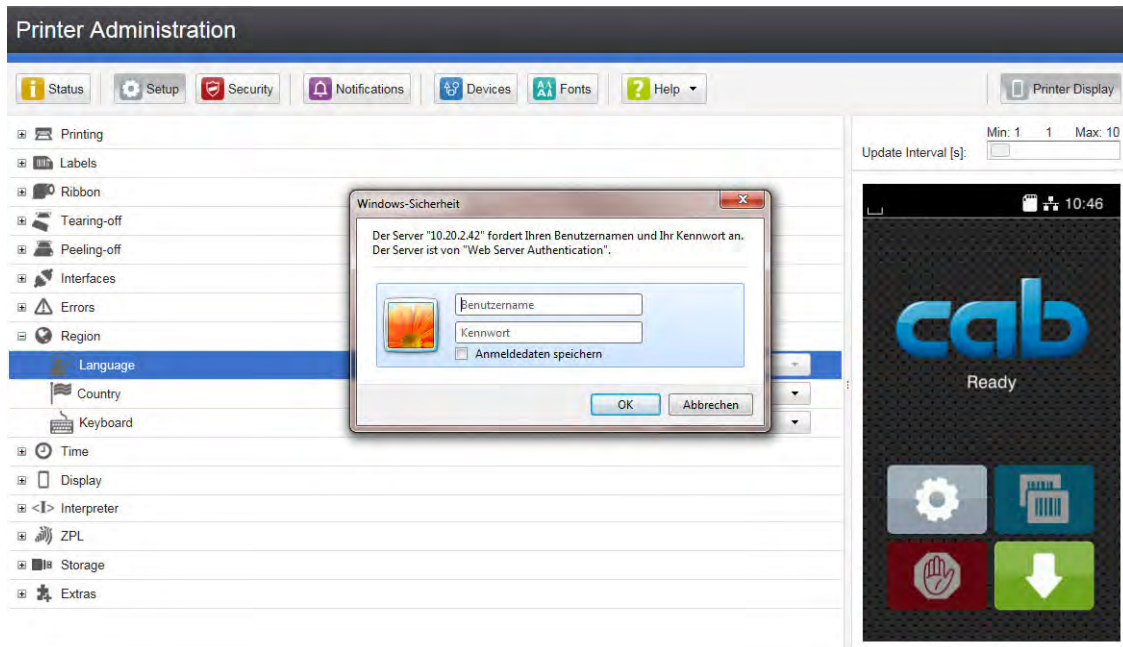 Printer Administration
Status Setup Security Notifications Devices Fonts Help Printer Display
Printing
Labels
Ribbon
Tearing-off
Peeling-off
Interfaces
Errors
Region
Language
Country
Keyboard
Time
Display
<I> Interpreter
ZPL
Storage
Extras
Windows-Sicherheit
Der Server "10.20.2.42" fordert Ihren Benutzernamen und Ihr Kennwort an.
Der Server ist von "Web Server Authentication".
Benutzername
Kennwort
Anmeldedaten speichern
OK Abbrechen
Min: 1 1 Max: 10
Update Interval [s]:
10:46
cab
Ready